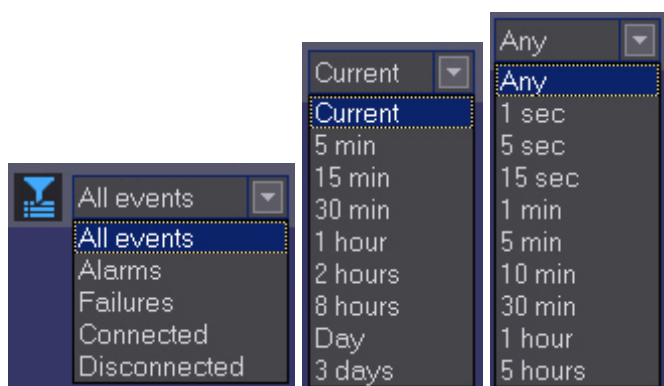 All events
All events
Alarms
Failures
Connected
Disconnected
Current
Current
5 min
15 min
30 min
1 hour
2 hours
8 hours
Day
3 days
Any
Any
1 sec
5 sec
15 sec
1 min
5 min
10 min
30 min
1 hour
5 hours